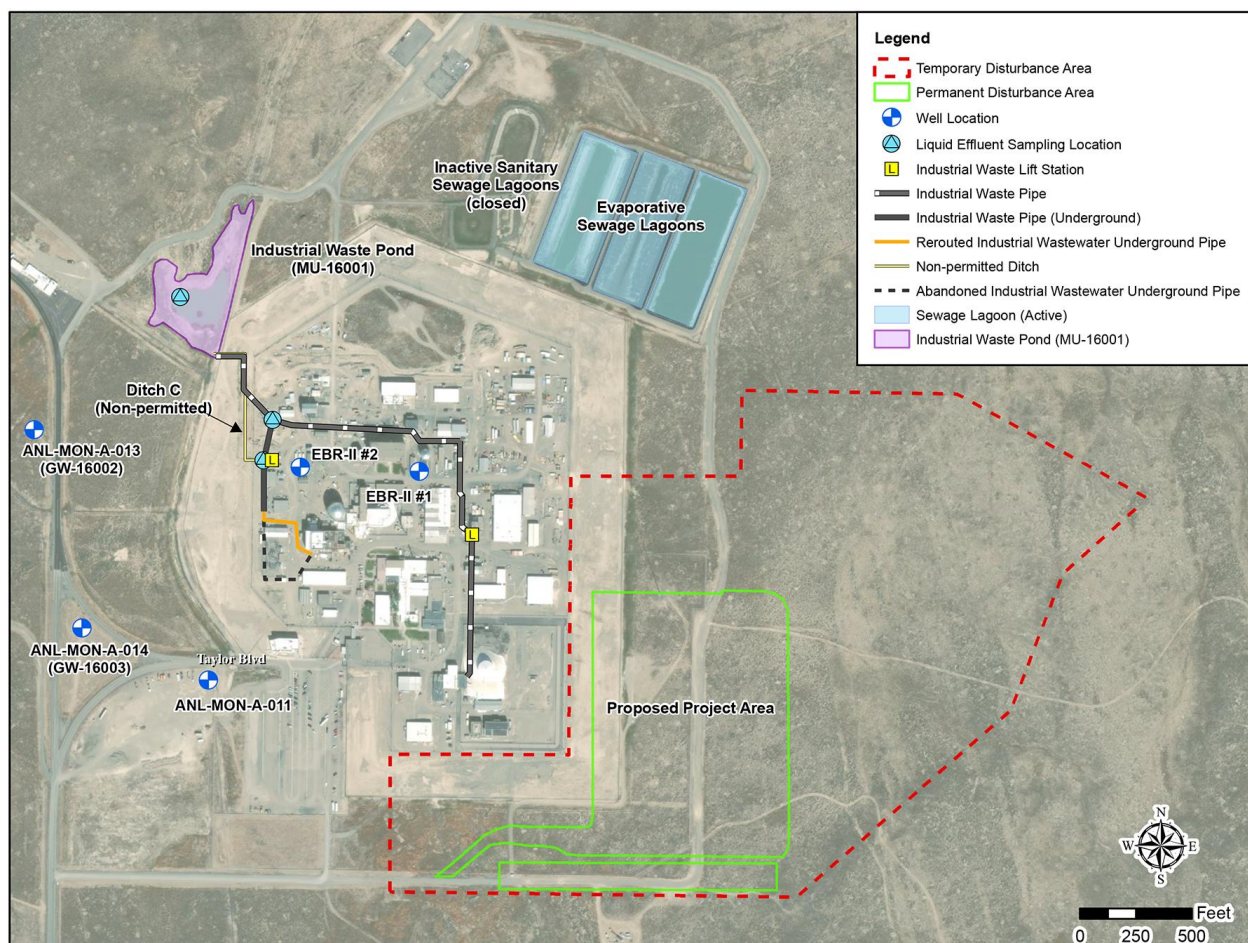 Legend
Temporary Disturbance Area
Permanent Disturbance Area
Well Location
Liquid Effluent Sampling Location
L
Industrial Waste Lift Station
Industrial Waste Pipe
Industrial Waste Pipe (Underground)
Rerouted Industrial Wastewater Underground Pipe
Non-permitted Ditch
Abandoned Industrial Wastewater Underground Pipe
Sewage Lagoon (Active)
Industrial Waste Pond (MU-16001)
Inactive Sanitary
Sewage Lagoons
(closed)
Evaporative
Sewage Lagoons
Industrial Waste Pond
(MU-16001)
Ditch C
(Non-permitted)
ANL-MON-A-013
(GW-16002)
L
EBR-II #2
EBR-II #1
L
ANL-MON-A-014
(GW-16003)
Taylor Blvd
ANL-MON-A-011
Proposed Project Area
N
W
E
S
Feet
0
250
500